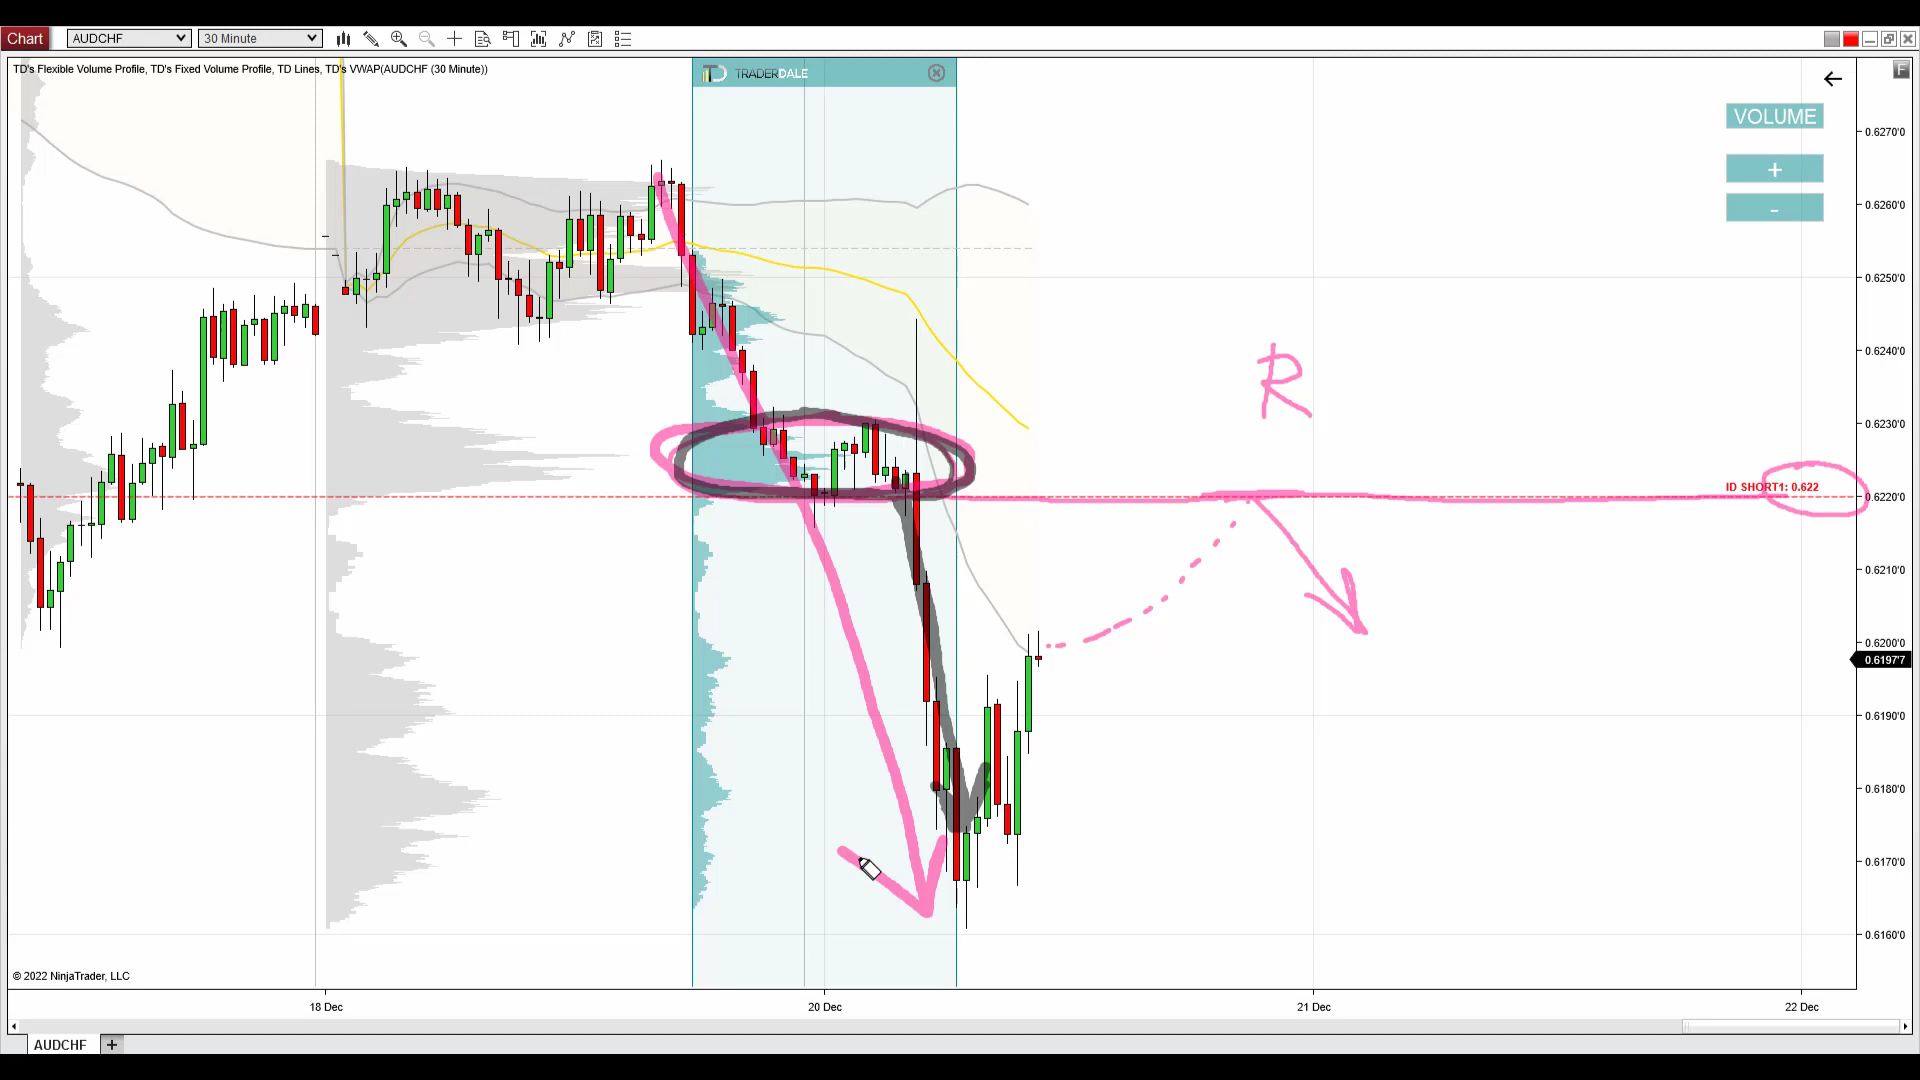 Chart AUDCHF 30 Minute
TD's Flexible Volume Profile, TD's Fixed Volume Profile, TD Lines, TD's VWAP(AUDCHF (30 Minute))
TD TRADERDALE
F
VOLUME
+
-
0.6270'0
0.6260'0
0.6250'0
0.6240'0
R
0.6230'0
ID SHORT1: 0.622
0.6220'0
0.6210'0
0.6200'0
0.6197'7
0.6190'0
0.6180'0
0.6170'0
0.6160'0
© 2022 NinjaTrader, LLC
18 Dec 20 Dec 21 Dec 22 Dec
AUDCHF +